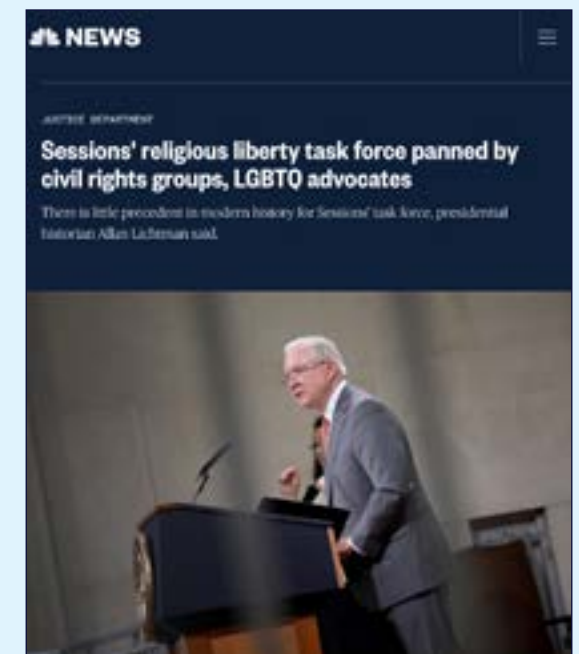 NEWS
JUSTICE DEPARTMENT
Sessions' religious liberty task force panned by
civil rights groups, LGBTQ advocates
There is little precedent in modern history for Sessions' task force, presidential
historian Allan Lichtman said.